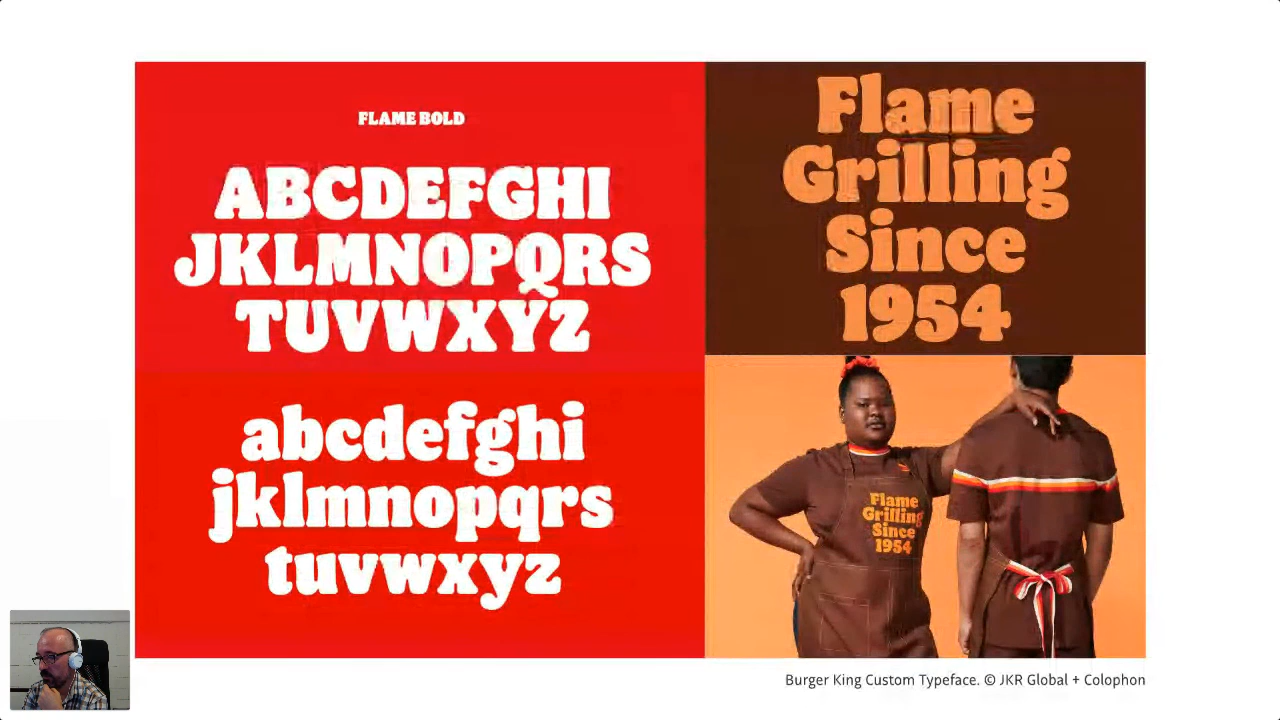 FLAME BOLD
ABCDEFGHI
JKLMNOPQRS
TUVWXYZ
abcdefghi
jklmnopqrs
tuvwxyz
Flame
Grilling
Since
1954
Flame
Grilling
Since
1954
Burger King Custom Typeface. © JKR Global + Colophon